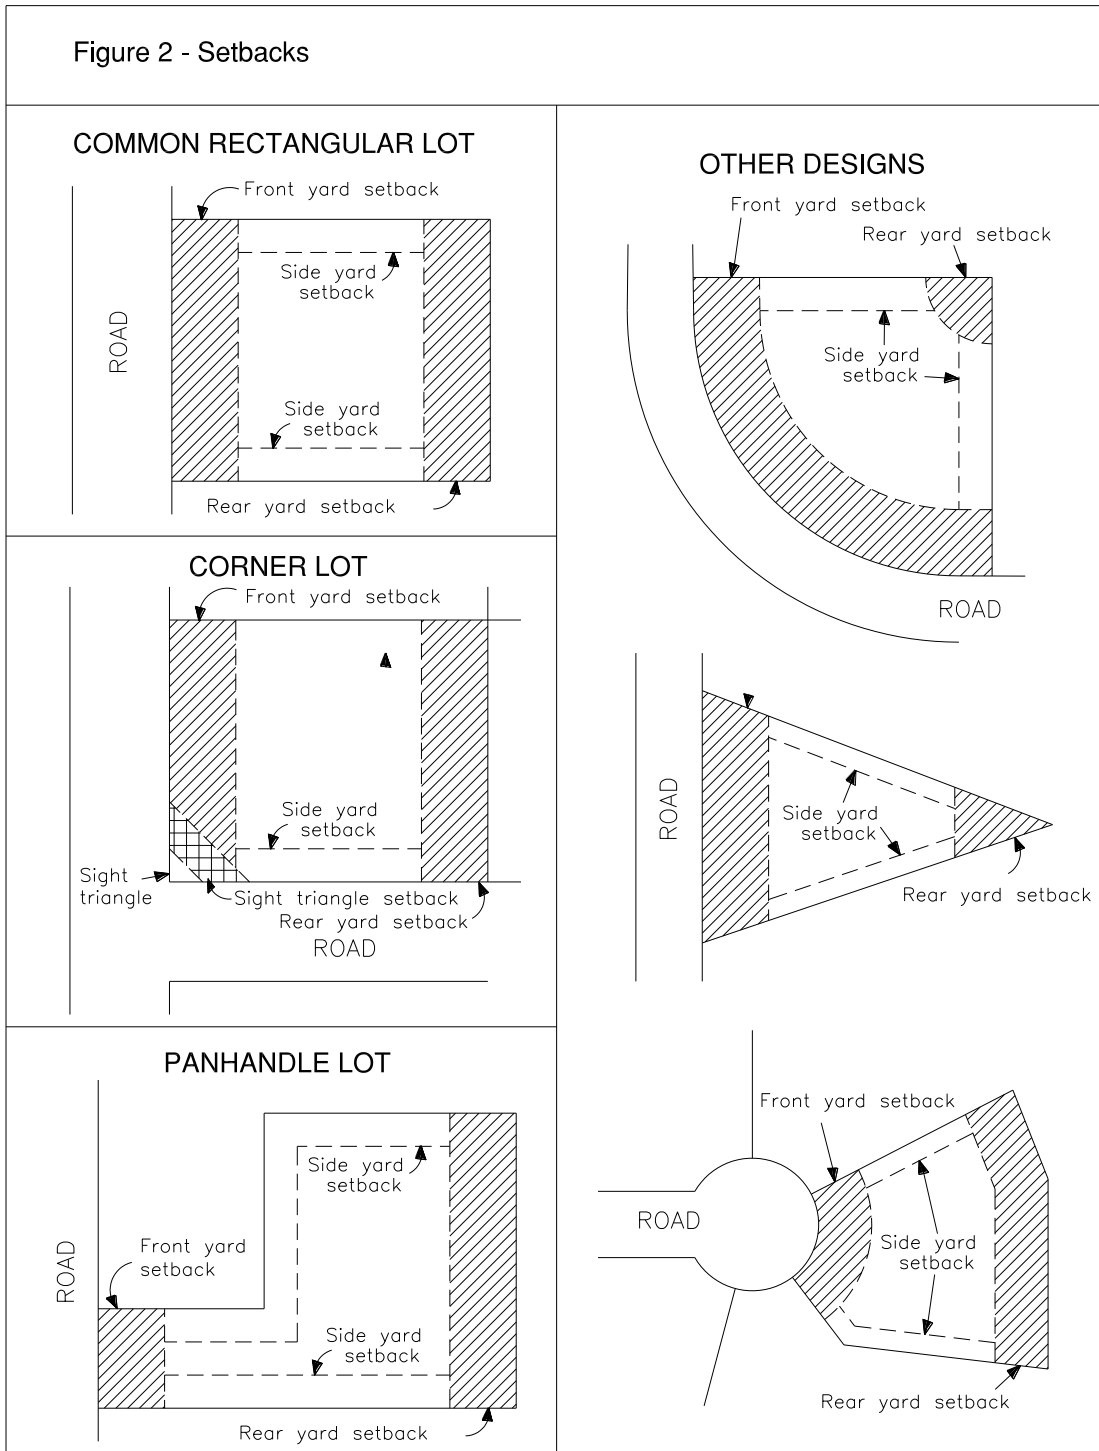 Figure 2 - Setbacks
COMMON RECTANGULAR LOT
Front yard setback
Side yard
setback
ROAD
Side yard
setback
Rear yard setback
CORNER LOT
Front yard setback
Side yard
setback
Sight
triangle
Sight triangle setback
Rear yard setback
ROAD
PANHANDLE LOT
Side yard
setback
Front yard
setback
ROAD
Side yard
setback
Rear yard setback
OTHER DESIGNS
Front yard setback
Rear yard setback
Side yard
setback
ROAD
ROAD
Side yard
setback
Rear yard setback
Front yard setback
ROAD
Side yard
setback
Rear yard setback